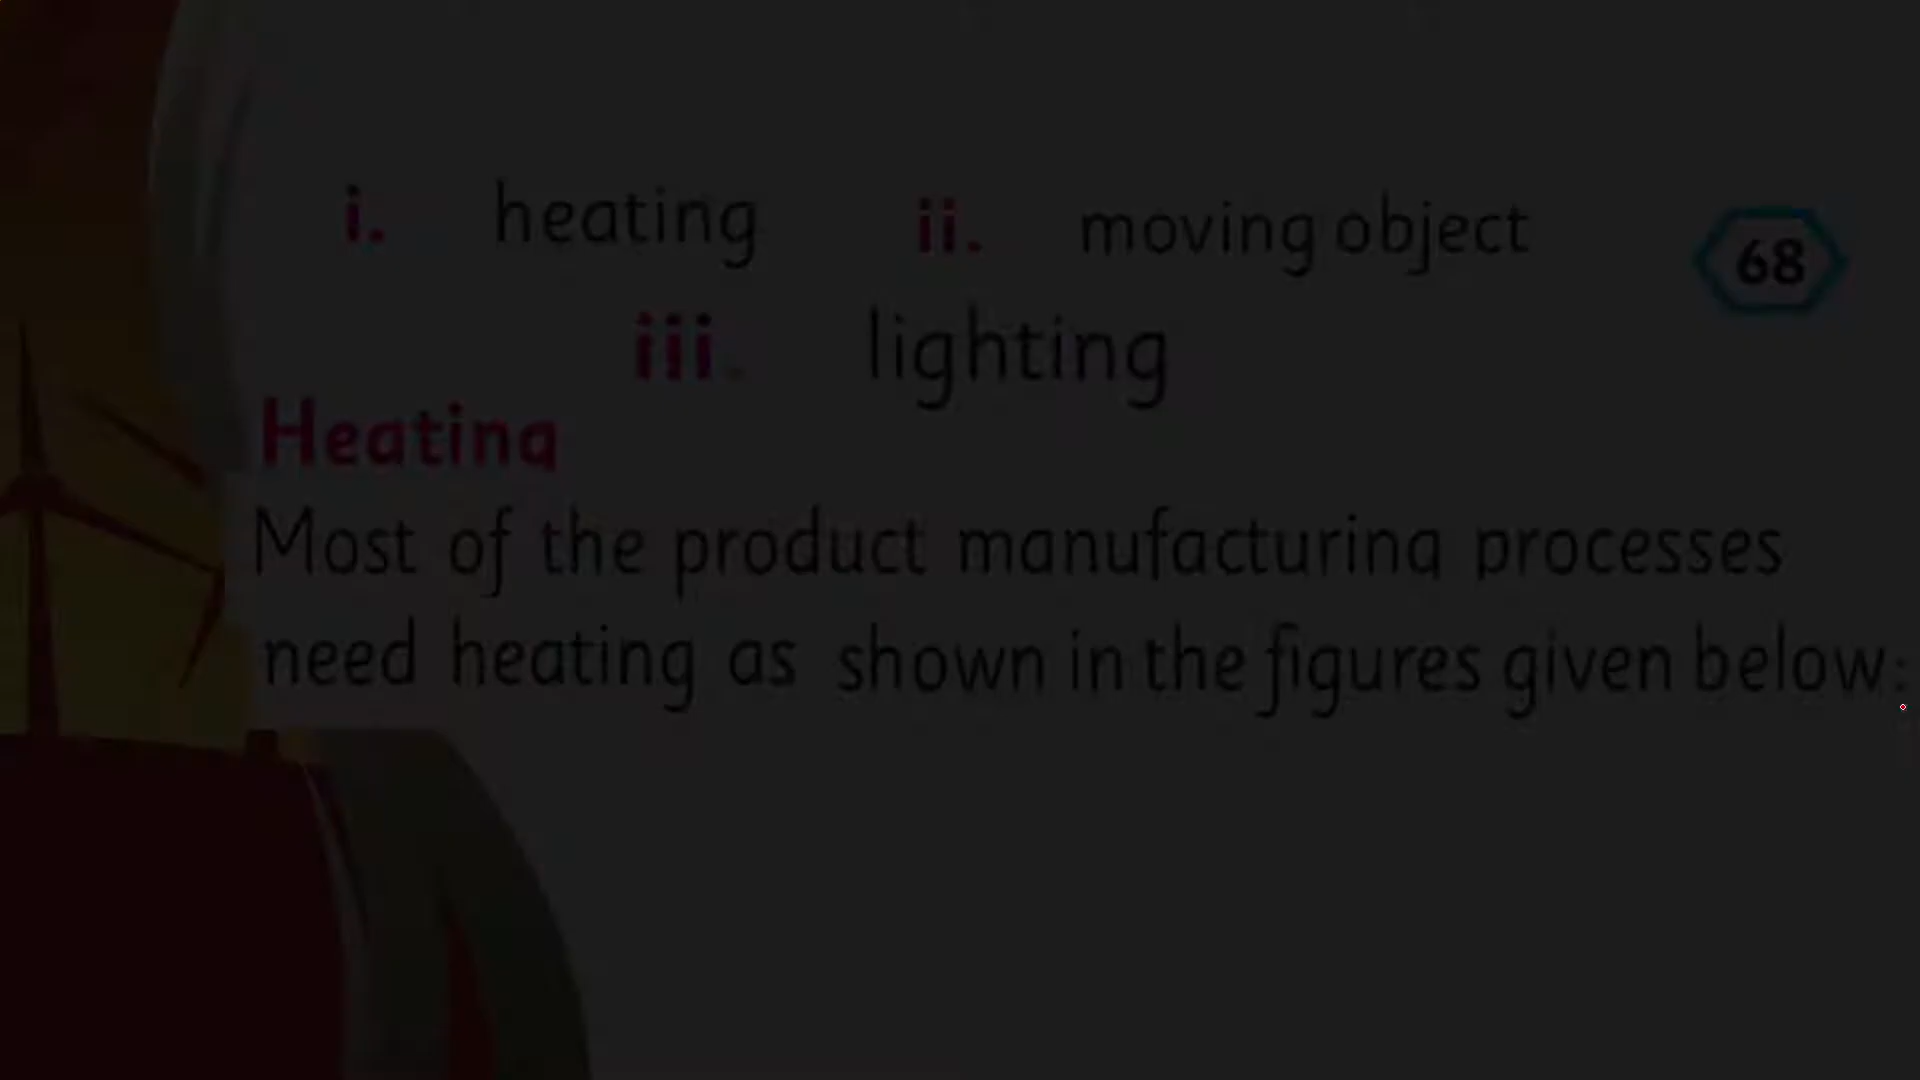 i. heating ii. moving object
68
iii. lighting
Heating
Most of the product manufacturing processes
need heating as shown in the figures given below: